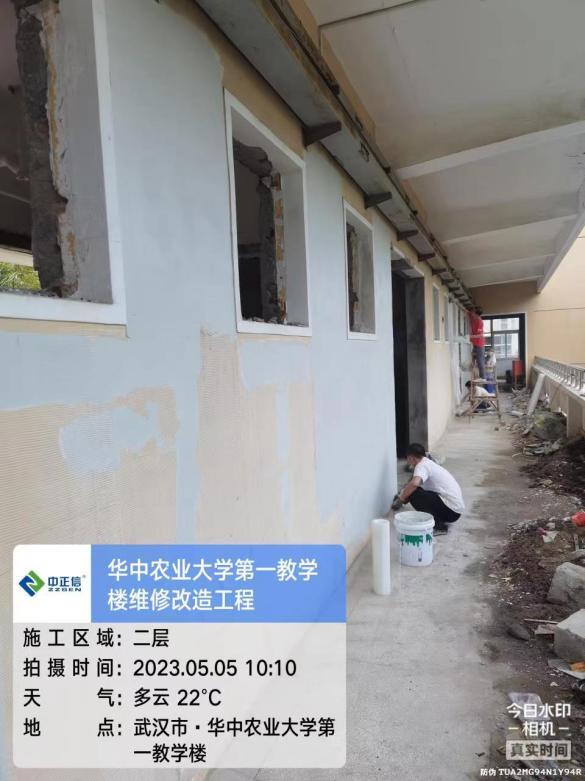 中正信®
ZZSEN
华中农业大学第一教学
楼维修改造工程
施工区域：二层
拍摄时间：2023.05.05 10:10
天气：多云 22℃
地点：武汉市·华中农业大学第
一教学楼
今日水印
相机
真实时间
防伪 TUA2MG94N1Y94R